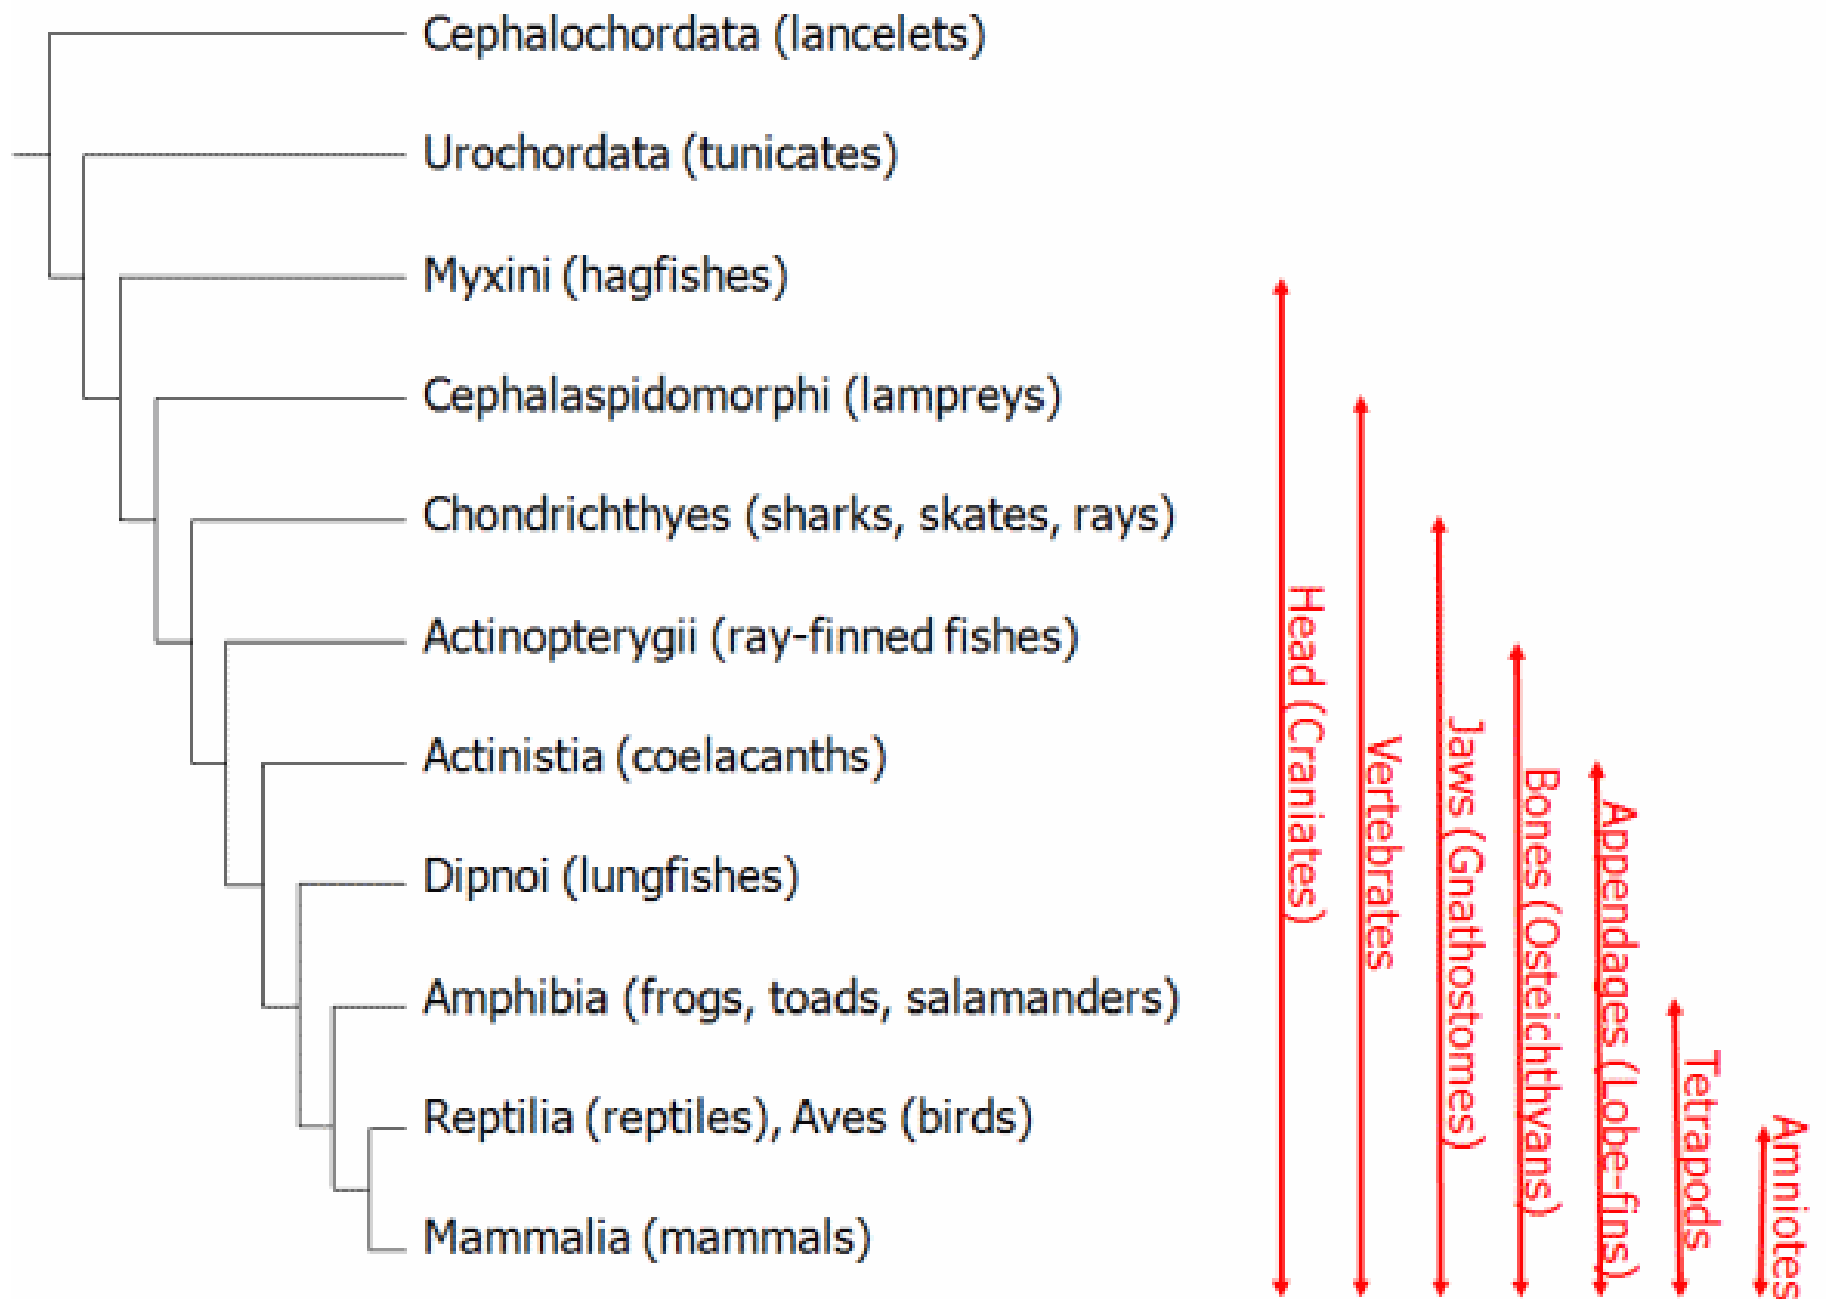 Cephalochordata (lancelets)
Urochordata (tunicates)
Myxini (hagfishes)
Cephalaspidomorphi (lampreys)
Chondrichthyes (sharks, skates, rays)
Actinopterygii (ray-finned fishes)
Actinistia (coelacanths)
Dipnoi (lungfishes)
Amphibia (frogs, toads, salamanders)
Reptilia (reptiles), Aves (birds)
Mammalia (mammals)
Head (Craniates)
Vertebrates
Jaws (Gnathostomes)
Bones (Osteichthyans)
Appendages (Lobe-fins)
Tetrapods
Amniotes